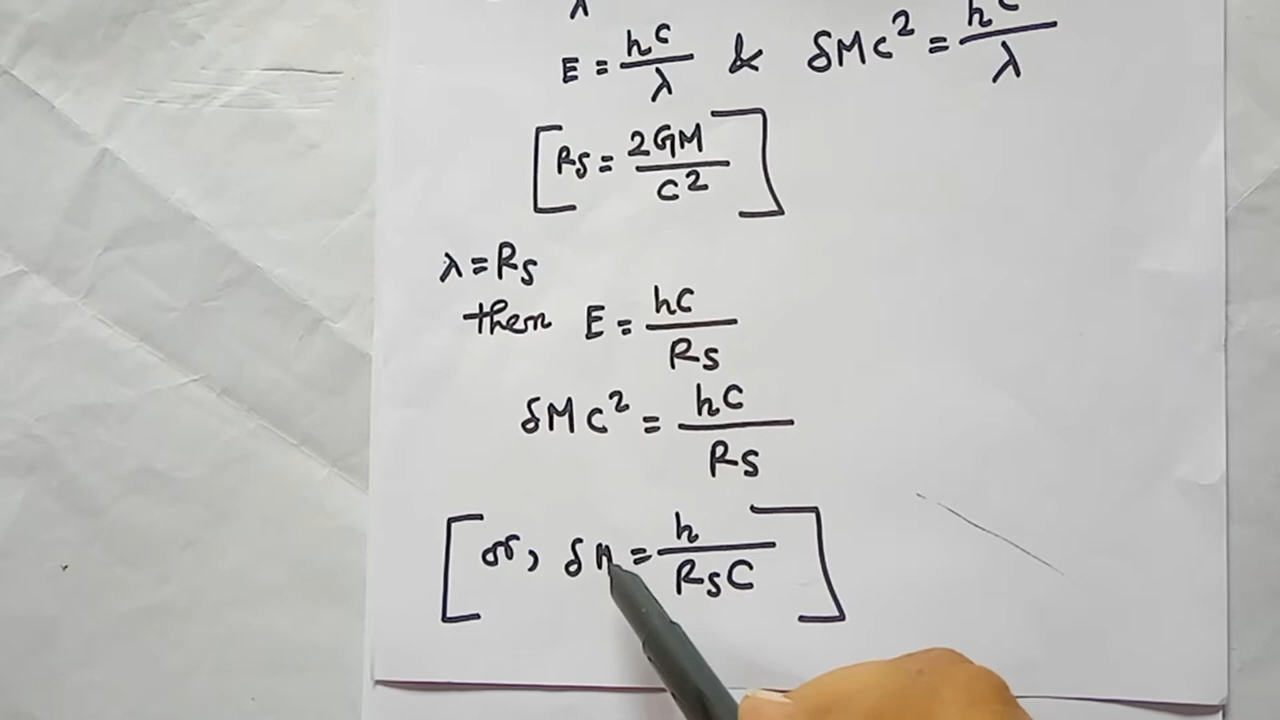 λ
E = hc/λ & δMc² = hc/λ
[Rs = 2GM/c²]
λ = Rs
then E = hc/Rs
δMc² = hc/Rs
[or, δM = h/RsC]